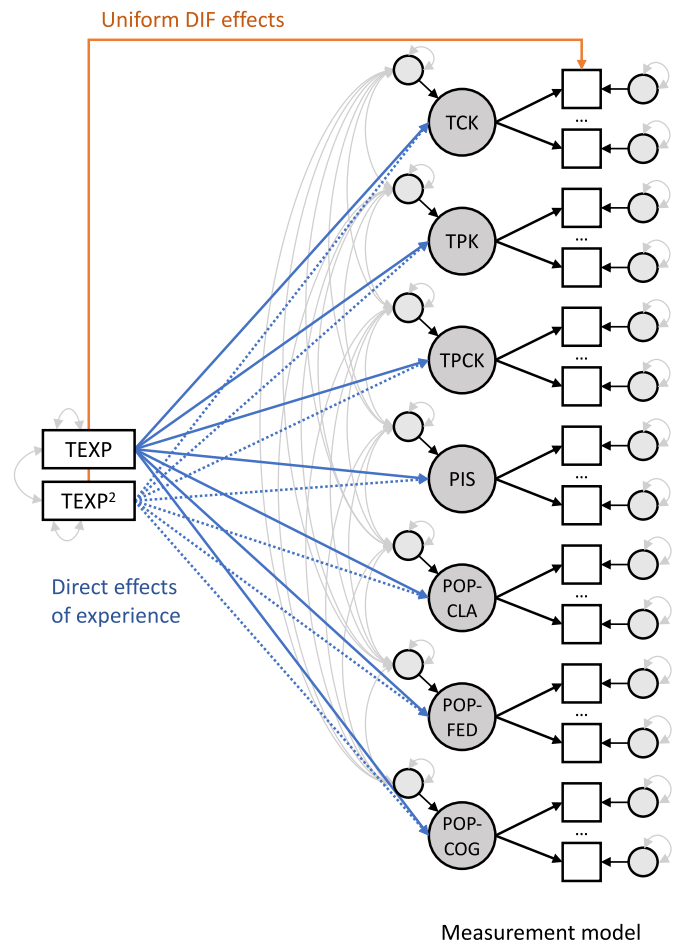 Uniform DIF effects
TCK
...
TPK
...
TPCK
...
TEXP
TEXP²
PIS
...
Direct effects
of experience
POP-
CLA
...
POP-
FED
...
POP-
COG
...
Measurement model